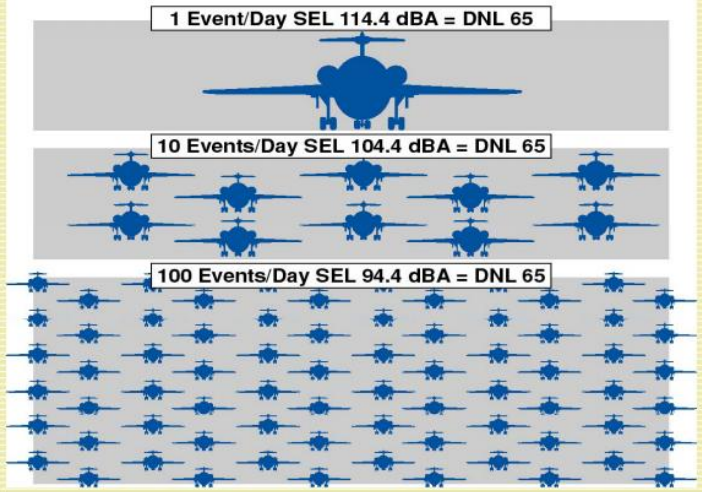 1 Event/Day SEL 114.4 dBA = DNL 65
10 Events/Day SEL 104.4 dBA = DNL 65
100 Events/Day SEL 94.4 dBA = DNL 65